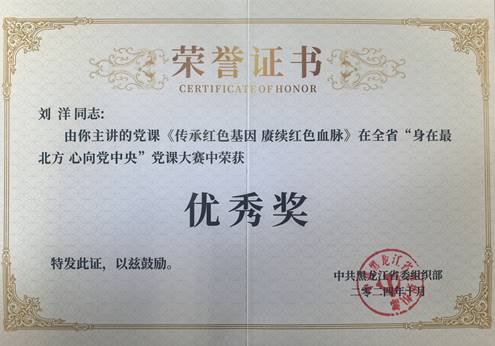 荣誉证书
CERTIFICATE OF HONOR
刘 洋 同志:
由你主讲的党课《传承红色基因 赓续红色血脉》在全省“身在最
北方 心向党中央”党课大赛中荣获
优秀奖
特发此证，以兹鼓励。
中共黑龙江省委组织部
二零二四年十月